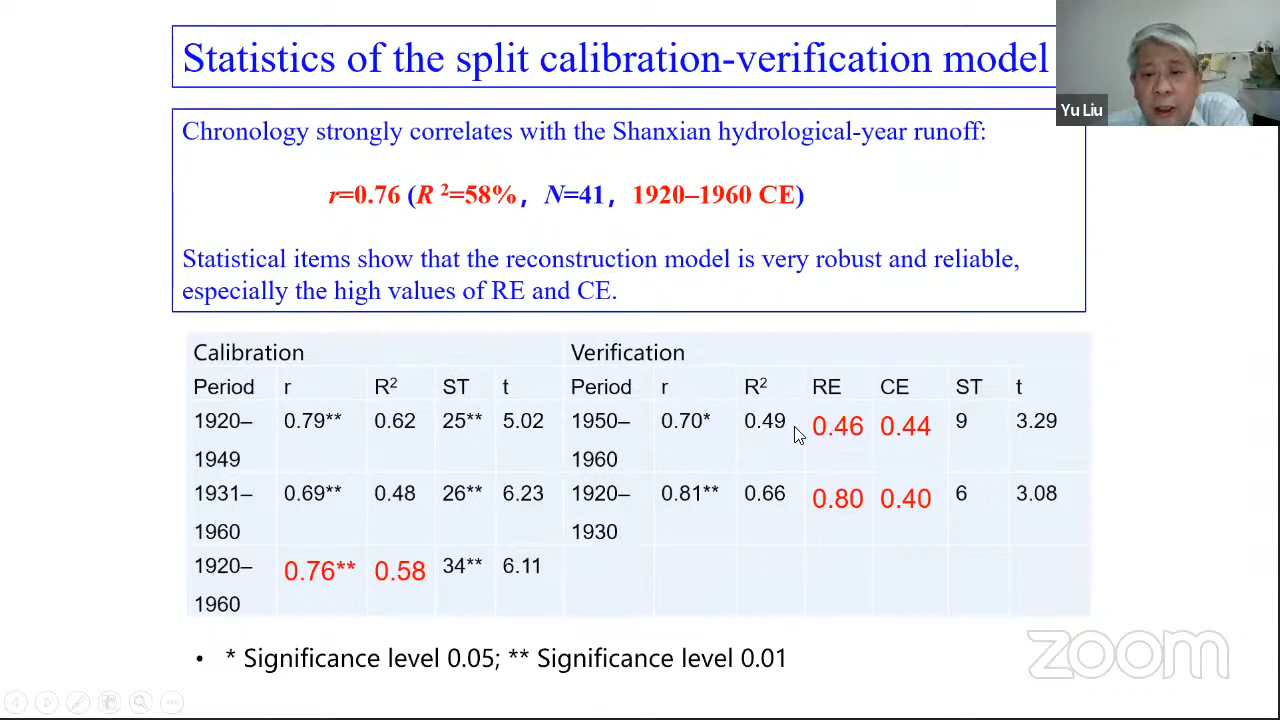 Statistics of the split calibration-verification model
Yu Liu
Chronology strongly correlates with the Shanxian hydrological-year runoff:
r=0.76 (R ²=58%, N=41, 1920–1960 CE)
Statistical items show that the reconstruction model is very robust and reliable,
especially the high values of RE and CE.
Calibration Verification
Period r R² ST t Period r R² RE CE ST t
1920– 0.79** 0.62 25** 5.02 1950– 0.70* 0.49 0.46 0.44 9 3.29
1949 1960
1931– 0.69** 0.48 26** 6.23 1920– 0.81** 0.66 0.80 0.40 6 3.08
1960 1930
1920– 0.76** 0.58 34** 6.11
1960
• * Significance level 0.05; ** Significance level 0.01
zoom